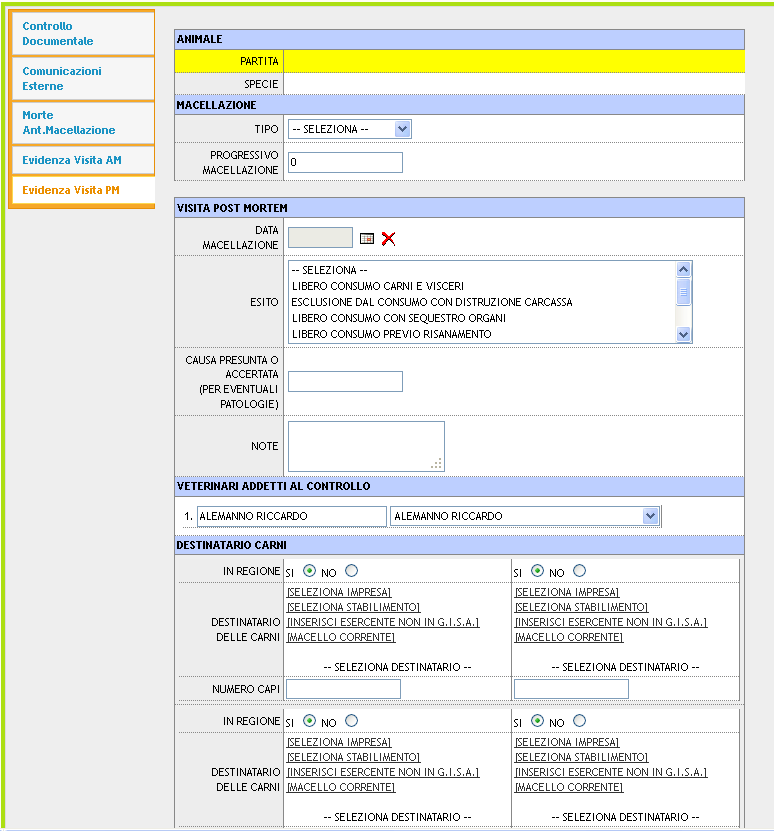 Controllo
Documentale
Comunicazioni
Esterne
Morte
Ant.Macellazione
Evidenza Visita AM
Evidenza Visita PM
ANIMALE
PARTITA
SPECIE
MACELLAZIONE
TIPO -- SELEZIONA --
PROGRESSIVO
MACELLAZIONE 0
VISITA POST MORTEM
DATA
MACELLAZIONE
ESITO
-- SELEZIONA --
LIBERO CONSUMO CARNI E VISCERI
ESCLUSIONE DAL CONSUMO CON DISTRUZIONE CARCASSA
LIBERO CONSUMO CON SEQUESTRO ORGANI
LIBERO CONSUMO PREVIO RISANAMENTO
CAUSA PRESUNTA O
ACCERTATA
(PER EVENTUALI
PATOLOGIE)
NOTE
VETERINARI ADDETTI AL CONTROLLO
1. ALEMANNO RICCARDO ALEMANNO RICCARDO
DESTINATARIO CARNI
IN REGIONE SI NO SI NO
DESTINATARIO
DELLE CARNI
[SELEZIONA IMPRESA] [SELEZIONA IMPRESA]
[SELEZIONA STABILIMENTO] [SELEZIONA STABILIMENTO]
[INSERISCI ESERCENTE NON IN G.I.S.A.] [INSERISCI ESERCENTE NON IN G.I.S.A.]
[MACELLO CORRENTE] [MACELLO CORRENTE]
-- SELEZIONA DESTINATARIO -- -- SELEZIONA DESTINATARIO --
NUMERO CAPI
IN REGIONE SI NO SI NO
DESTINATARIO
DELLE CARNI
[SELEZIONA IMPRESA] [SELEZIONA IMPRESA]
[SELEZIONA STABILIMENTO] [SELEZIONA STABILIMENTO]
[INSERISCI ESERCENTE NON IN G.I.S.A.] [INSERISCI ESERCENTE NON IN G.I.S.A.]
[MACELLO CORRENTE] [MACELLO CORRENTE]
-- SELEZIONA DESTINATARIO -- -- SELEZIONA DESTINATARIO --